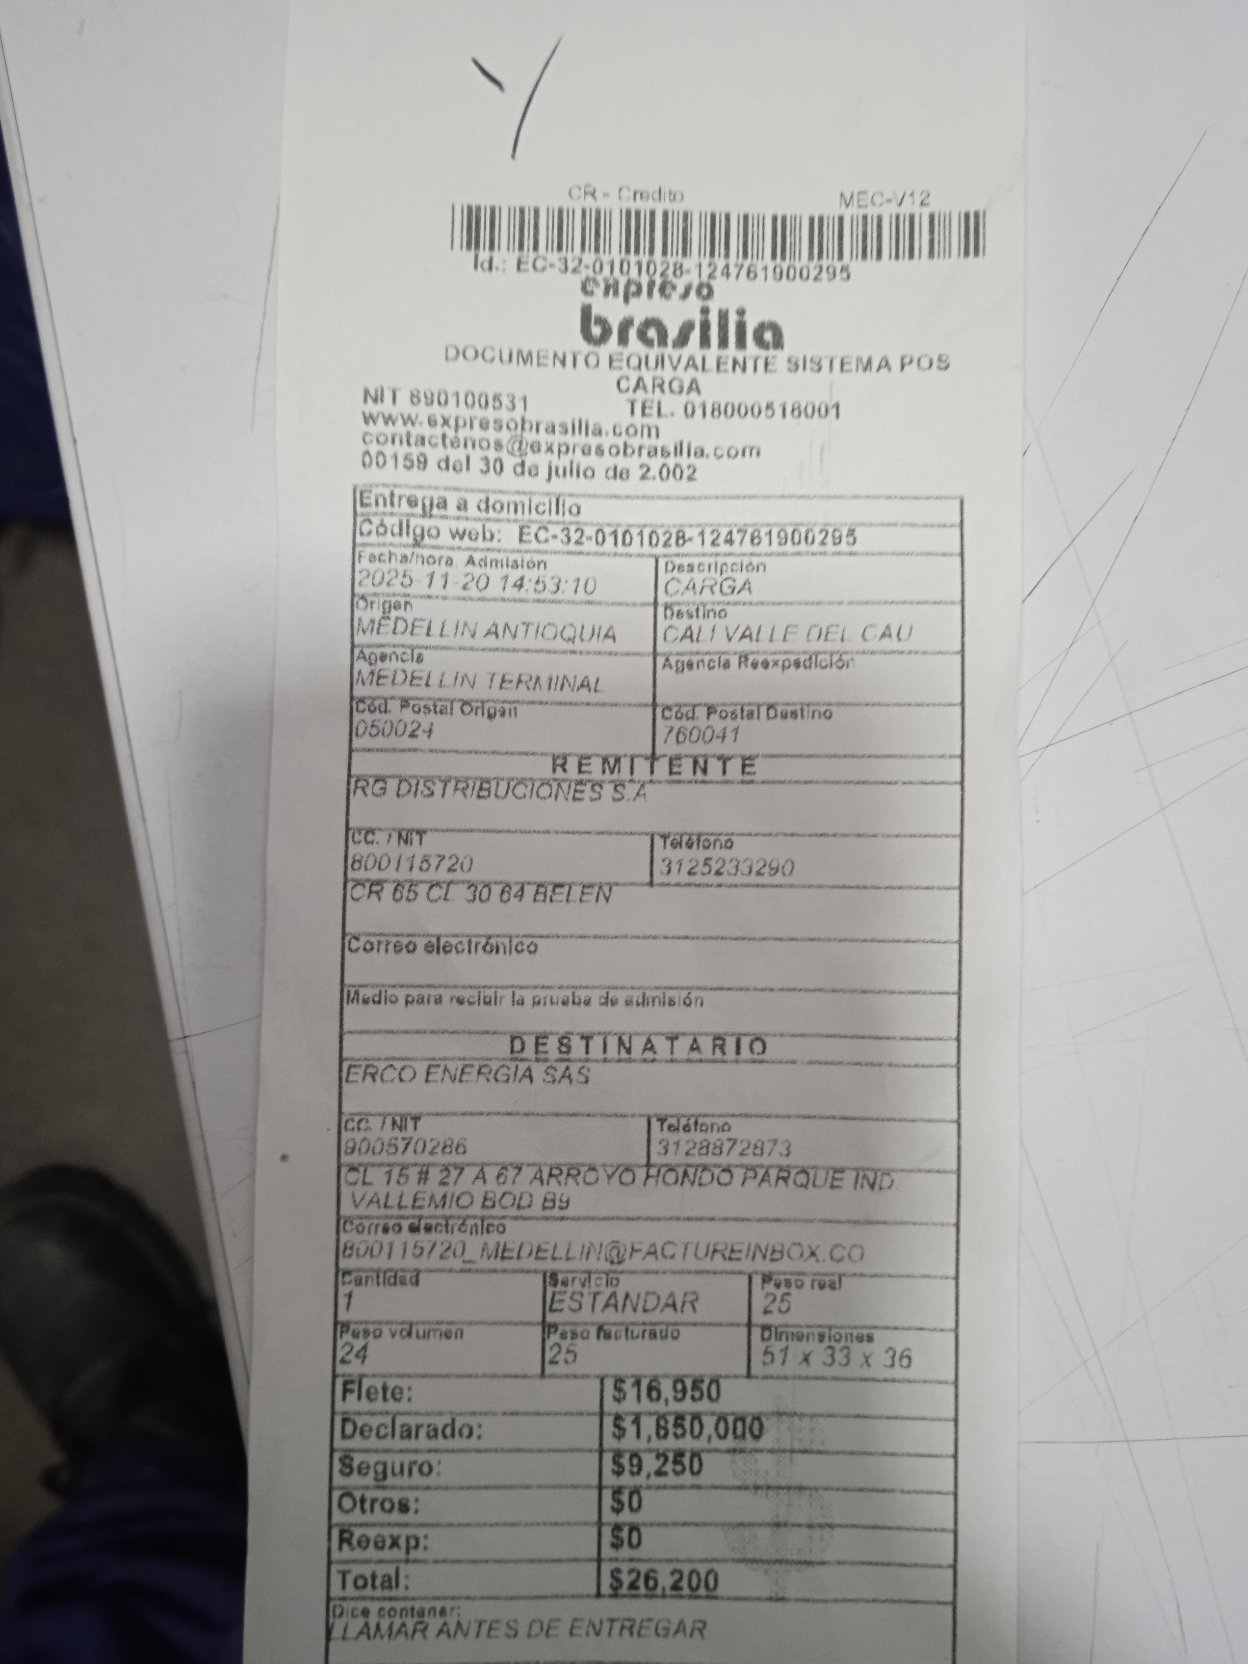 CR - Credito MEC-V12
Id.: EC-32-0101028-124761900295
expreso
brasilia
DOCUMENTO EQUIVALENTE SISTEMA POS
CARGA
NIT 890100531 TEL. 018000518001
www.expresobrasilia.com
contactenos@expresobrasilia.com
00159 del 30 de julio de 2.002
Entrega a domicilio
Código web: EC-32-0101028-124761900295
Fecha/hora Admisión Descripción
2025-11-20 14:53:10 CARGA
Origen Destino
MEDELLIN ANTIOQUIA CALI VALLE DEL CAU
Agencia Agencia Reexpedición
MEDELLIN TERMINAL
Cód. Postal Origen Cód. Postal Destino
050024 760041
REMITENTE
RG DISTRIBUCIONES S.A
CC. / NIT Teléfono
800115720 3125233290
CR 65 CL 30 64 BELEN
Correo electrónico
Medio para recibir la prueba de admisión
DESTINATARIO
ERCO ENERGIA SAS
CC. / NIT Teléfono
900570286 3128872873
CL 15 # 27 A 67 ARROYO HONDO PARQUE IND.
VALLEMIO BOD B9
Correo electrónico
800115720_MEDELLIN@FACTUREINBOX.CO
Cantidad Servicio Peso real
1 ESTANDAR 25
Peso volumen Peso facturado Dimensiones
24 25 51 x 33 x 36
Flete: $16,950
Declarado: $1,850,000
Seguro: $9,250
Otros: $0
Reexp: $0
Total: $26,200
Dice contener:
LLAMAR ANTES DE ENTREGAR